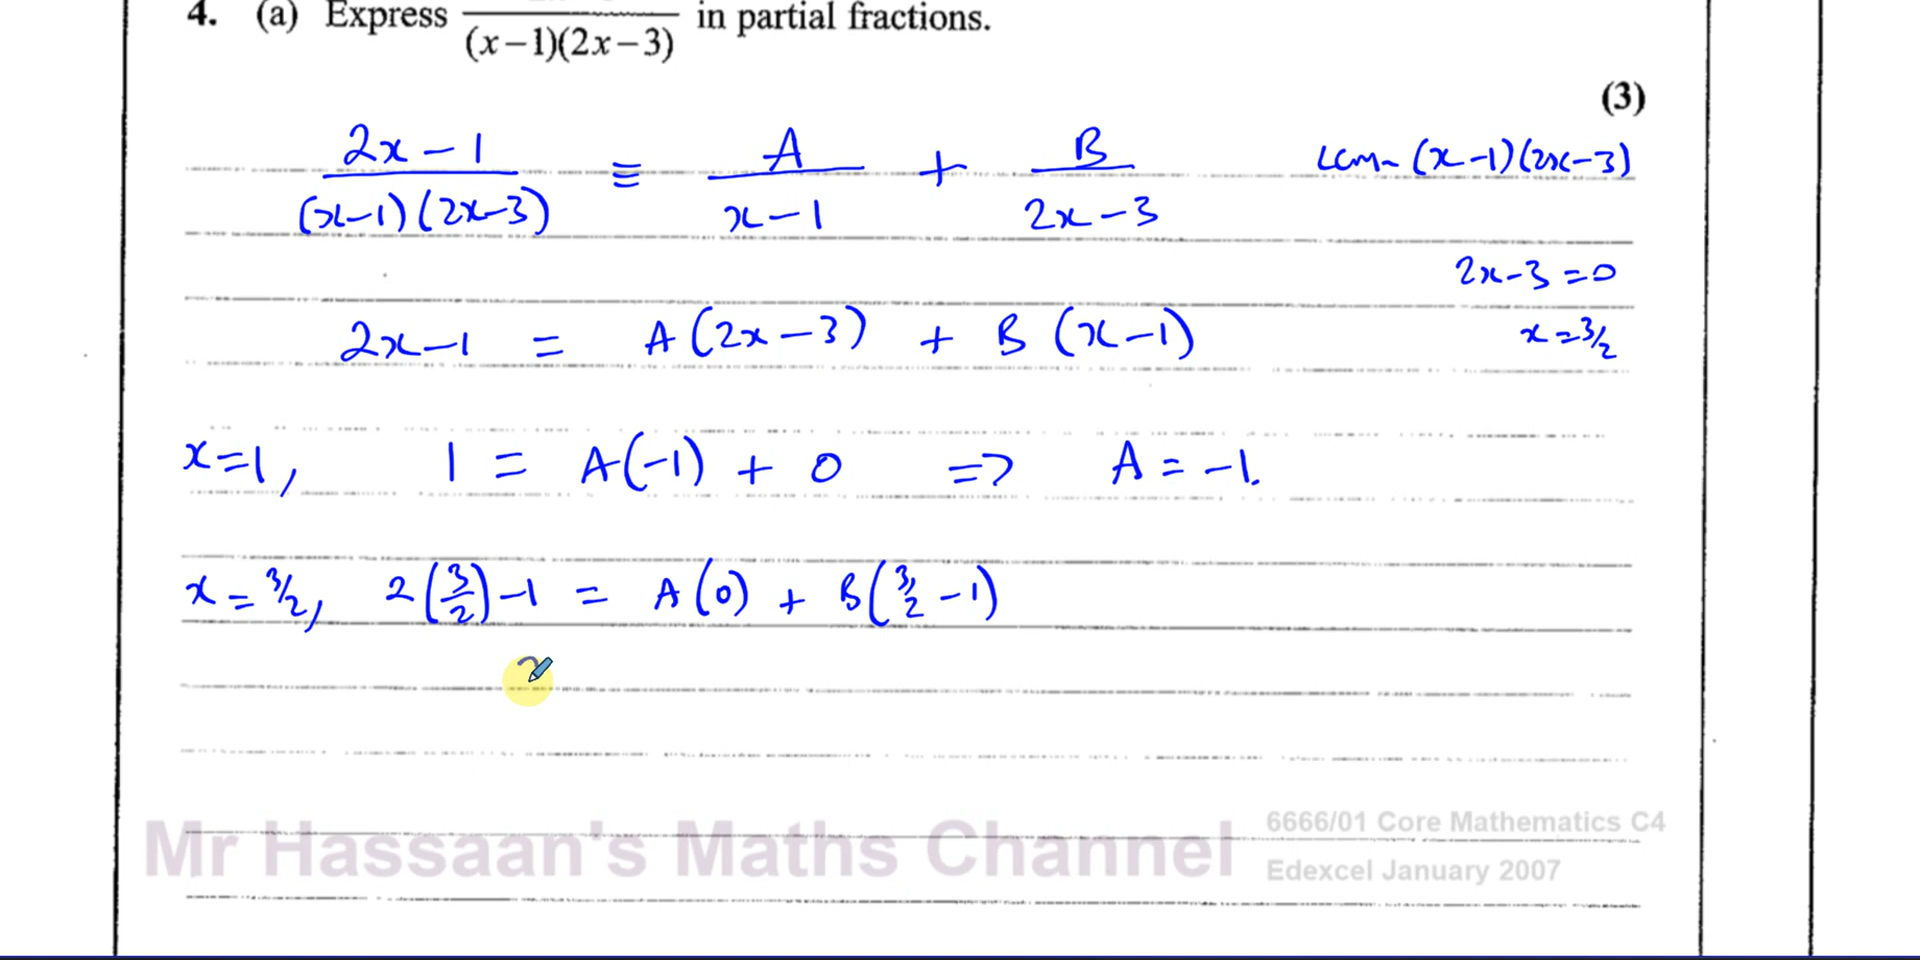 4. (a) Express ——— / (x−1)(2x−3) in partial fractions.
(3)
(2x−1)/((x−1)(2x−3)) ≡ A/(x−1) + B/(2x−3)
LCM~ (x−1)(2x−3)
2x−3 = 0
2x−1 = A(2x−3) + B(x−1)
x = 3/2
x=1, 1 = A(−1) + 0 => A = −1.
x = 3/2, 2(3/2)−1 = A(0) + B(3/2 −1)
Mr Hassaan's Maths Channel
6666/01 Core Mathematics C4
Edexcel January 2007